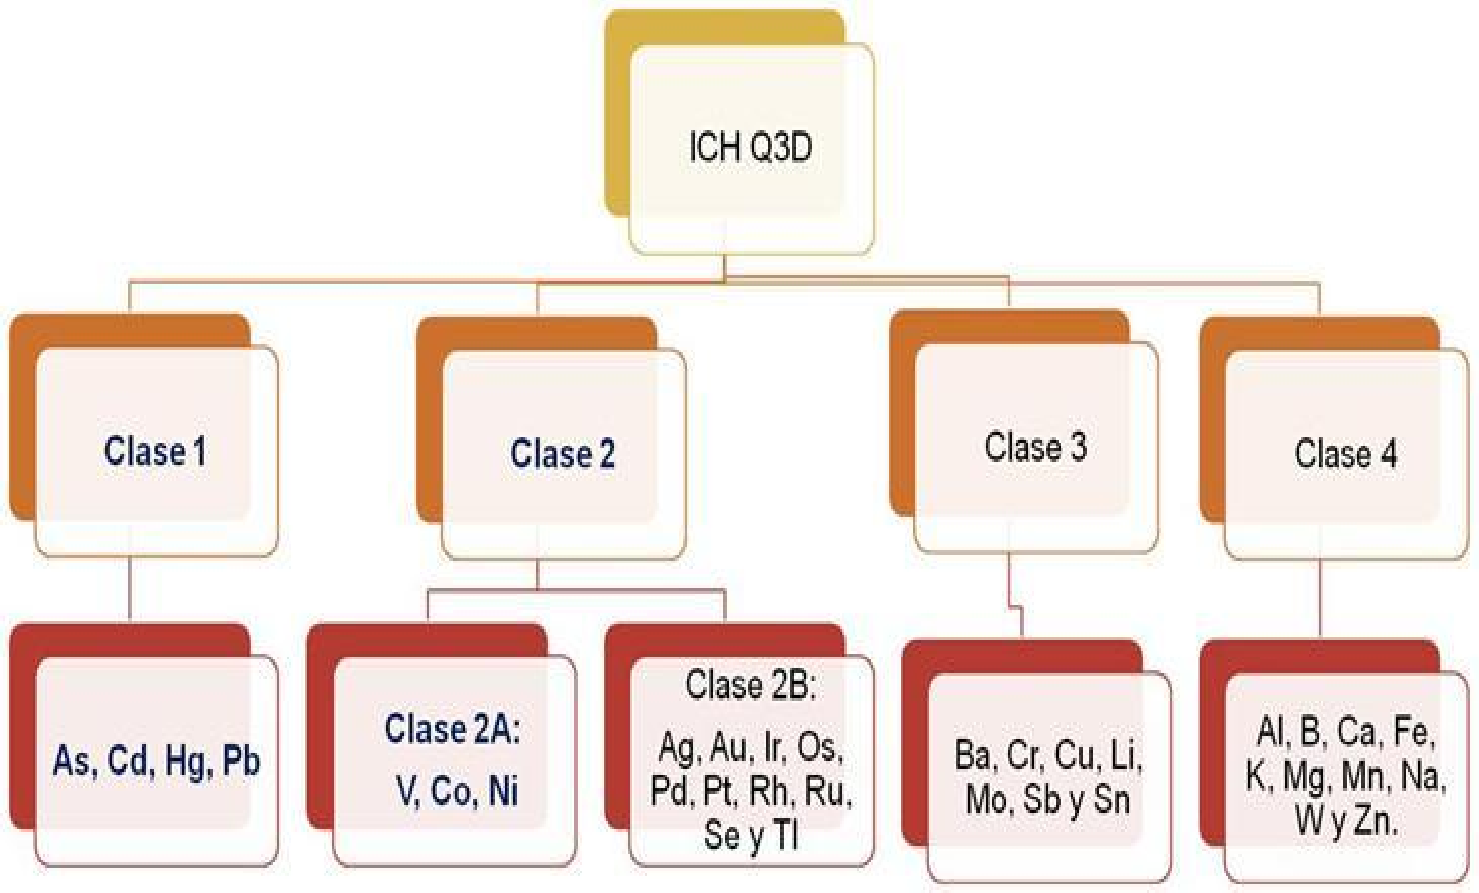 ICH Q3D
Clase 1
Clase 2
Clase 3
Clase 4
As, Cd, Hg, Pb
Clase 2A:
V, Co, Ni
Clase 2B:
Ag, Au, Ir, Os,
Pd, Pt, Rh, Ru,
Se y Tl
Ba, Cr, Cu, Li,
Mo, Sb y Sn
Al, B, Ca, Fe,
K, Mg, Mn, Na,
W y Zn.